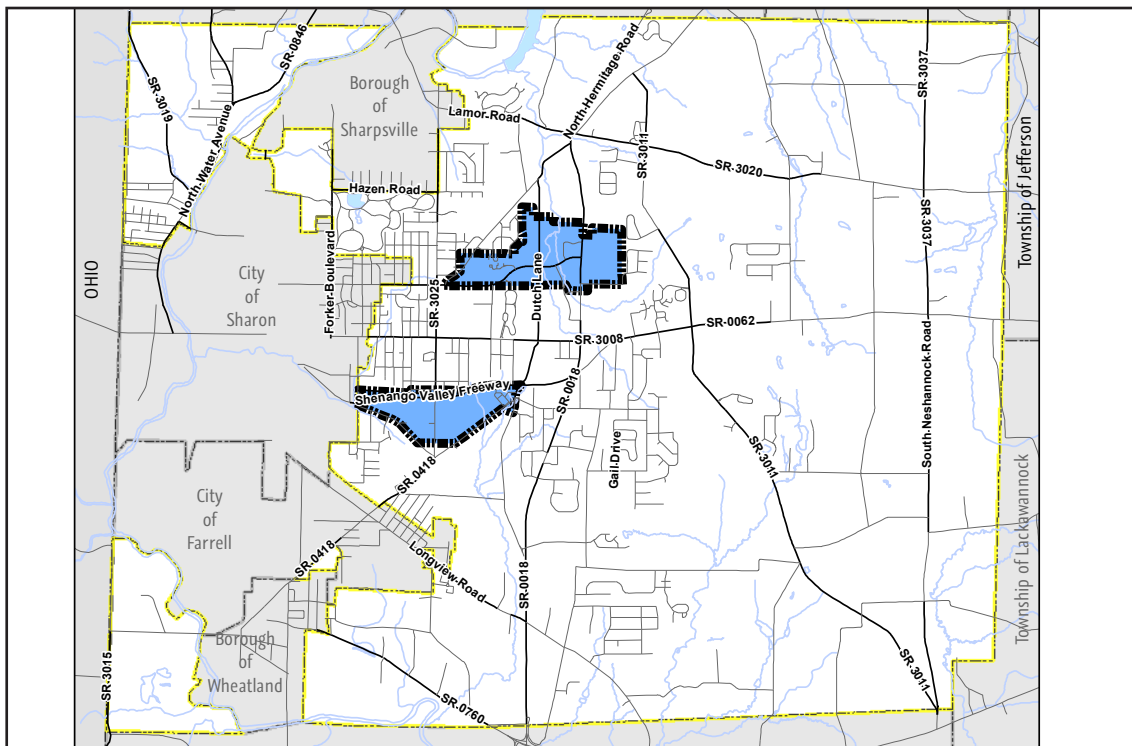 SR-0846
SR-3019
North-Water Avenue
Borough
of
Sharpsville
Lamor-Road
North-Hermitage-Road
SR-3011
SR-3020
SR-3037
Township of Jefferson
Hazen Road
OHIO
City
of
Sharon
Forker-Boulevard
SR-3025
Dutch-Lane
SR-3037
SR-0062
SR-3008
Shenango Valley Freeway
SR-0018
South-Neshannock-Road
SR-0418
Gail-Drive
SR-3011
City
of
Farrell
SR-0418
Longview-Road
SR-0018
Township of Lackawannock
Borough
of
Wheatland
SR-3015
SR-0760
SR-3011